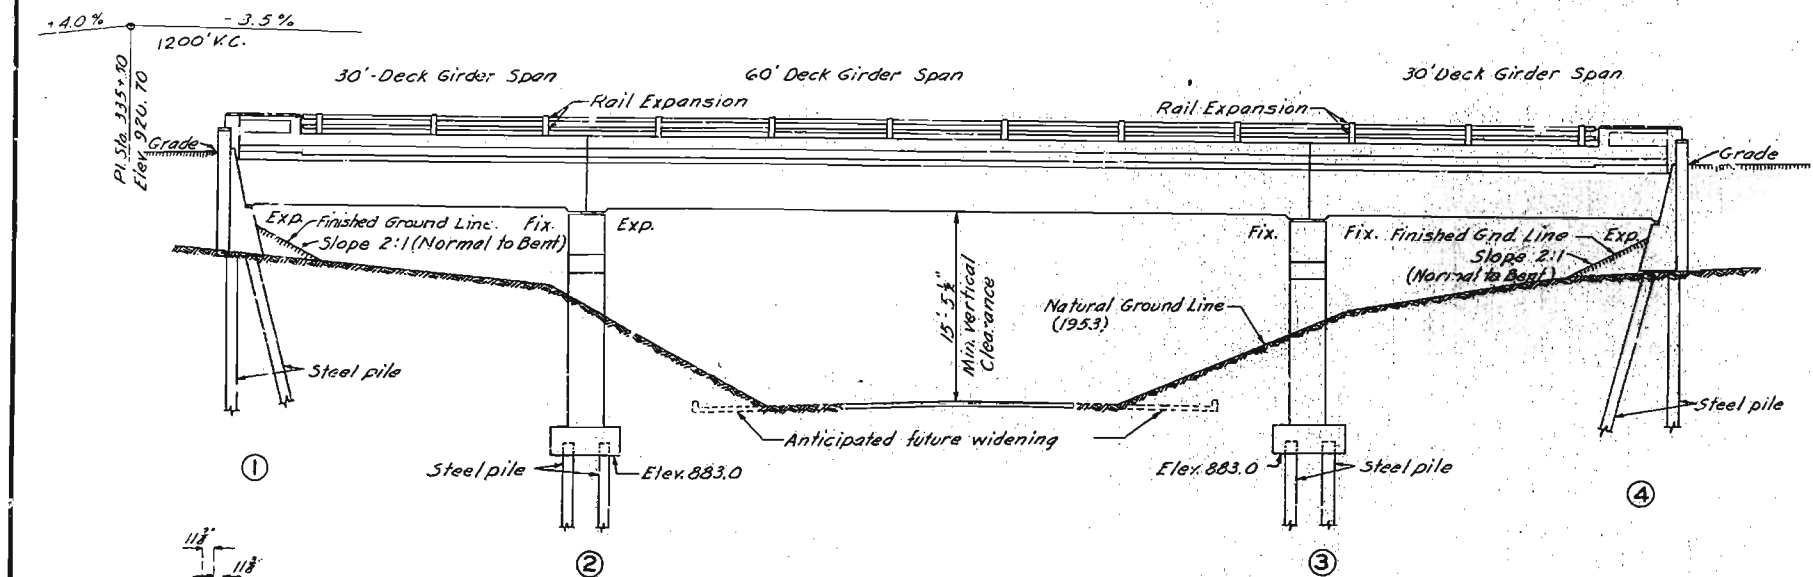 +4.0%
- 3.5%
1200' V.C.
P.I. Sta. 335+50
Elev. 920.70
30'-Deck Girder Span
60' Deck Girder Span
30' Deck Girder Span
Rail Expansion
Rail Expansion
Grade
Grade
Exp.
Finished Ground Line
Slope 2:1 (Normal to Bent)
Fix.
Exp.
15'-5½"
Min. vertical
Clearance
Fix.
Fix.
Finished Gnd. Line
Slope 2:1
(Normal to Bent)
Exp.
Natural Ground Line
(1953)
Steel pile
Steel pile
Anticipated future widening
Steel pile
Elev. 883.0
Elev. 883.0
Steel pile
1
2
3
4